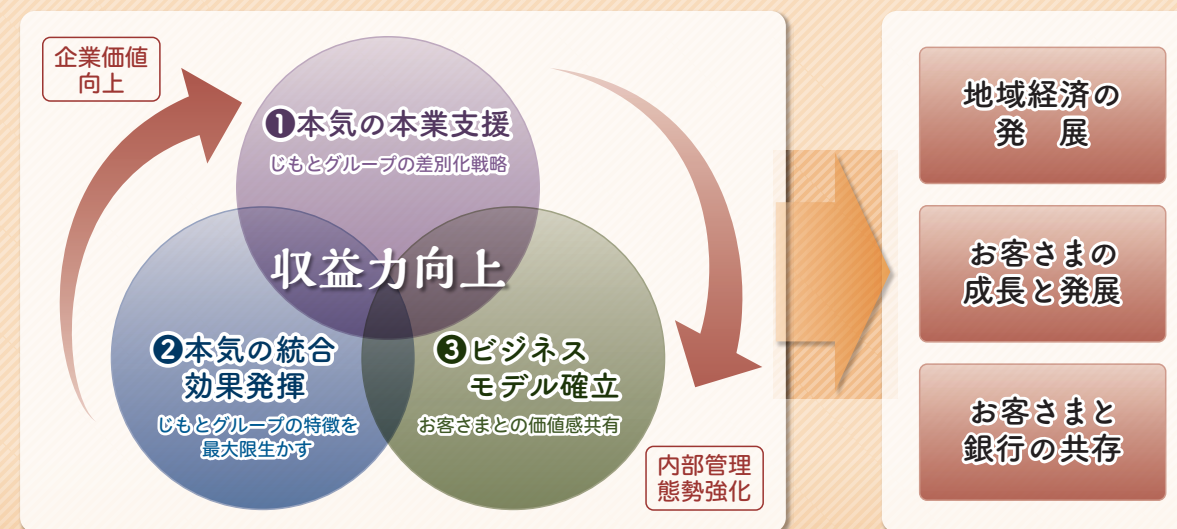 企業価値
向上
❶本気の本業支援
じもとグループの差別化戦略
収益力向上
❷本気の統合
効果発揮
じもとグループの特徴を
最大限生かす
❸ビジネス
モデル確立
お客さまとの価値感共有
内部管理
態勢強化
地域経済の
発　展
お客さまの
成長と発展
お客さまと
銀行の共存